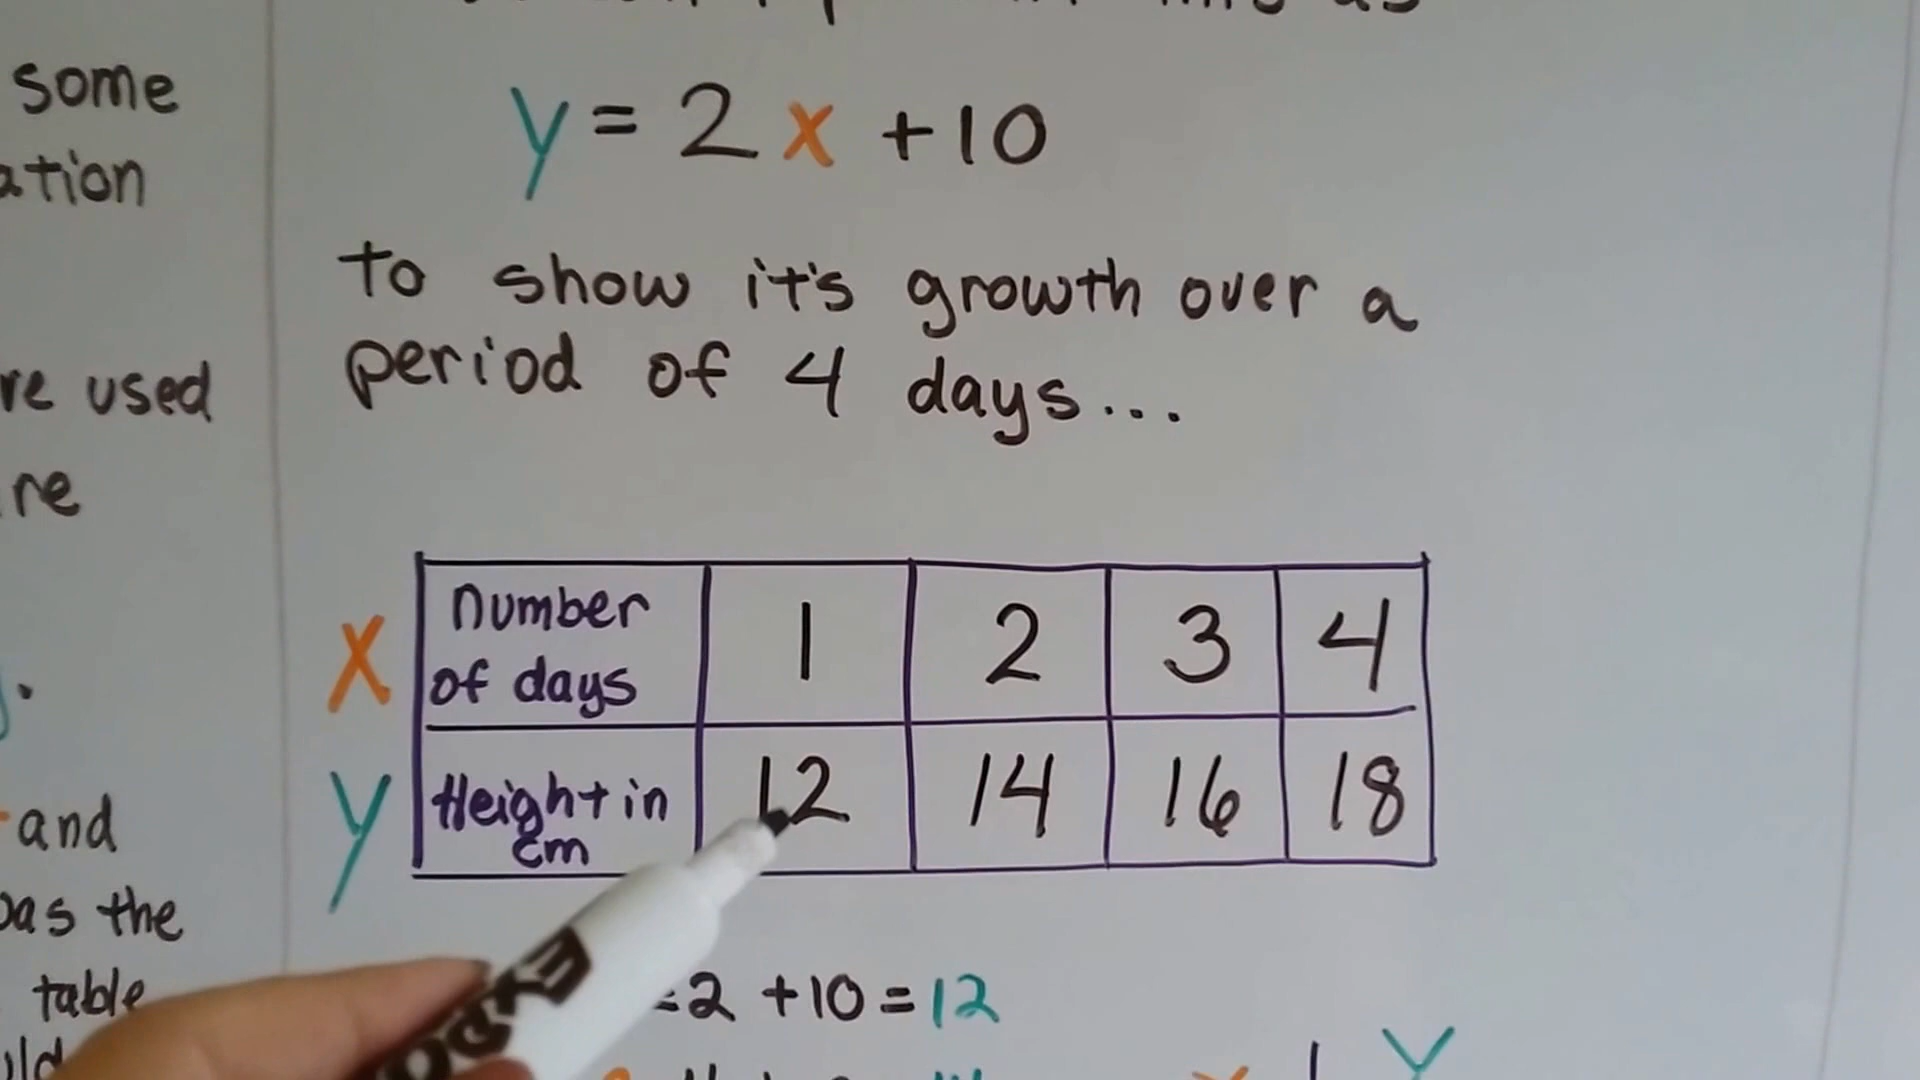 some
ation
re used
re
and
as the
table
y = 2x + 10
to show it's growth over a
period of 4 days...
x Number of days 1 2 3 4
y Height in cm 12 14 16 18
=2 +10 = 12
x y